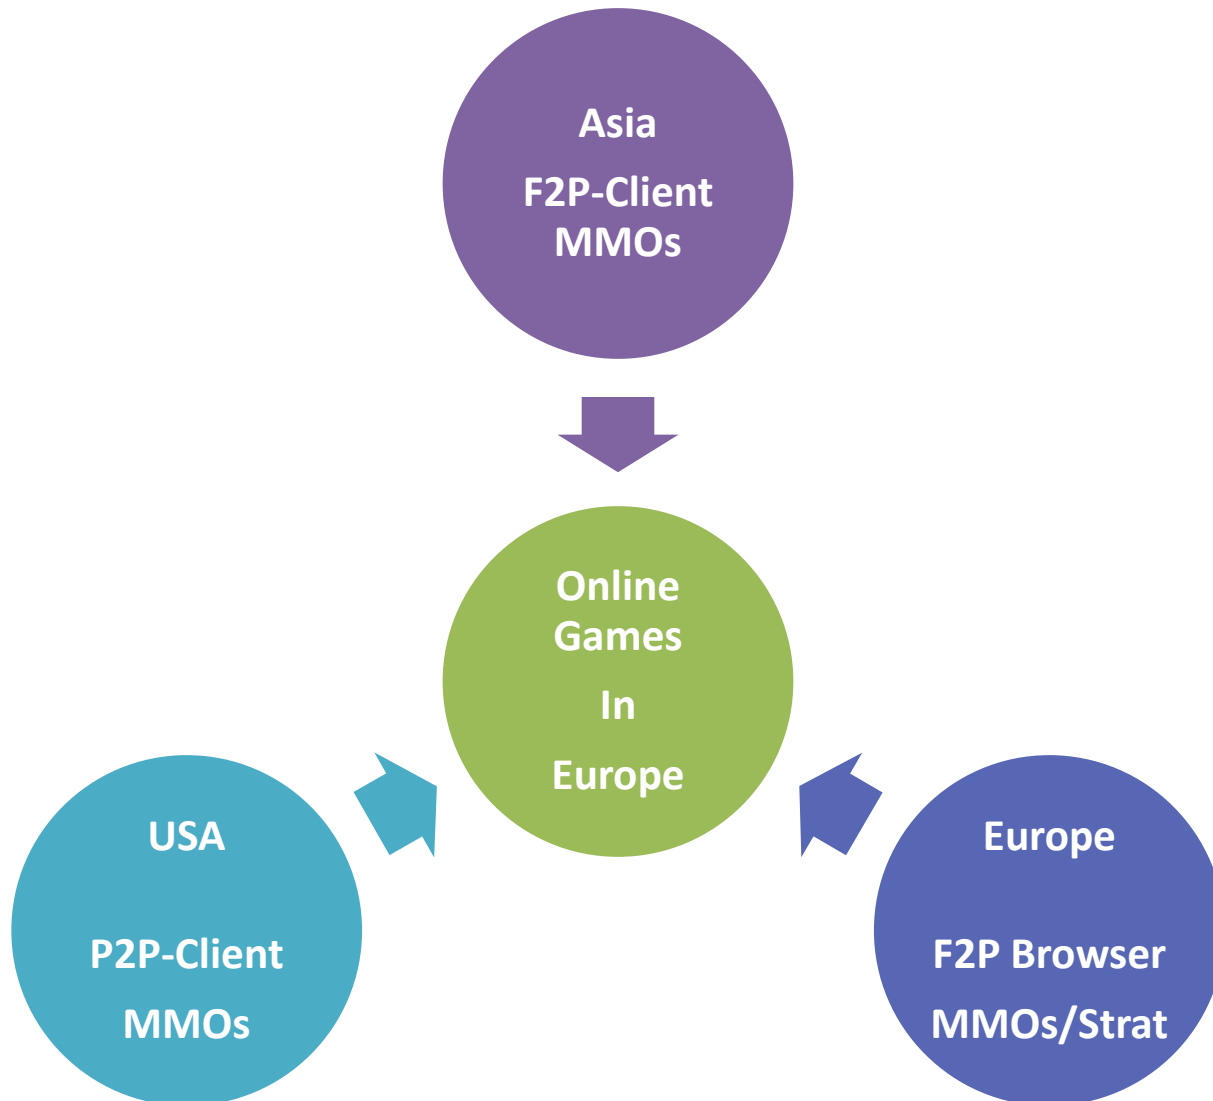 Asia
F2P-Client
MMOs
Online
Games
In
Europe
USA
P2P-Client
MMOs
Europe
F2P Browser
MMOs/Strat